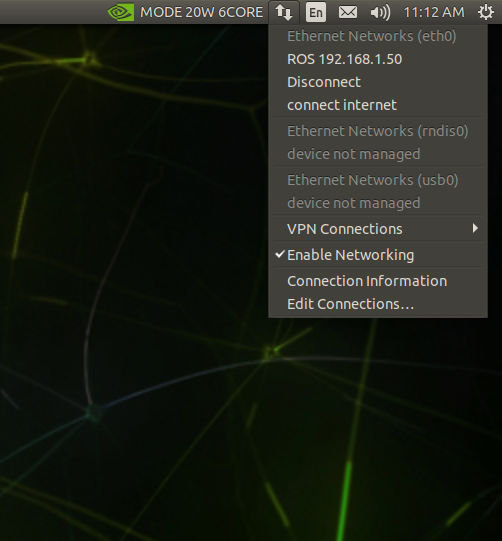 MODE 20W 6CORE En 11:12 AM
Ethernet Networks (eth0)
ROS 192.168.1.50
Disconnect
connect internet
Ethernet Networks (rndis0)
device not managed
Ethernet Networks (usb0)
device not managed
VPN Connections
Enable Networking
Connection Information
Edit Connections…